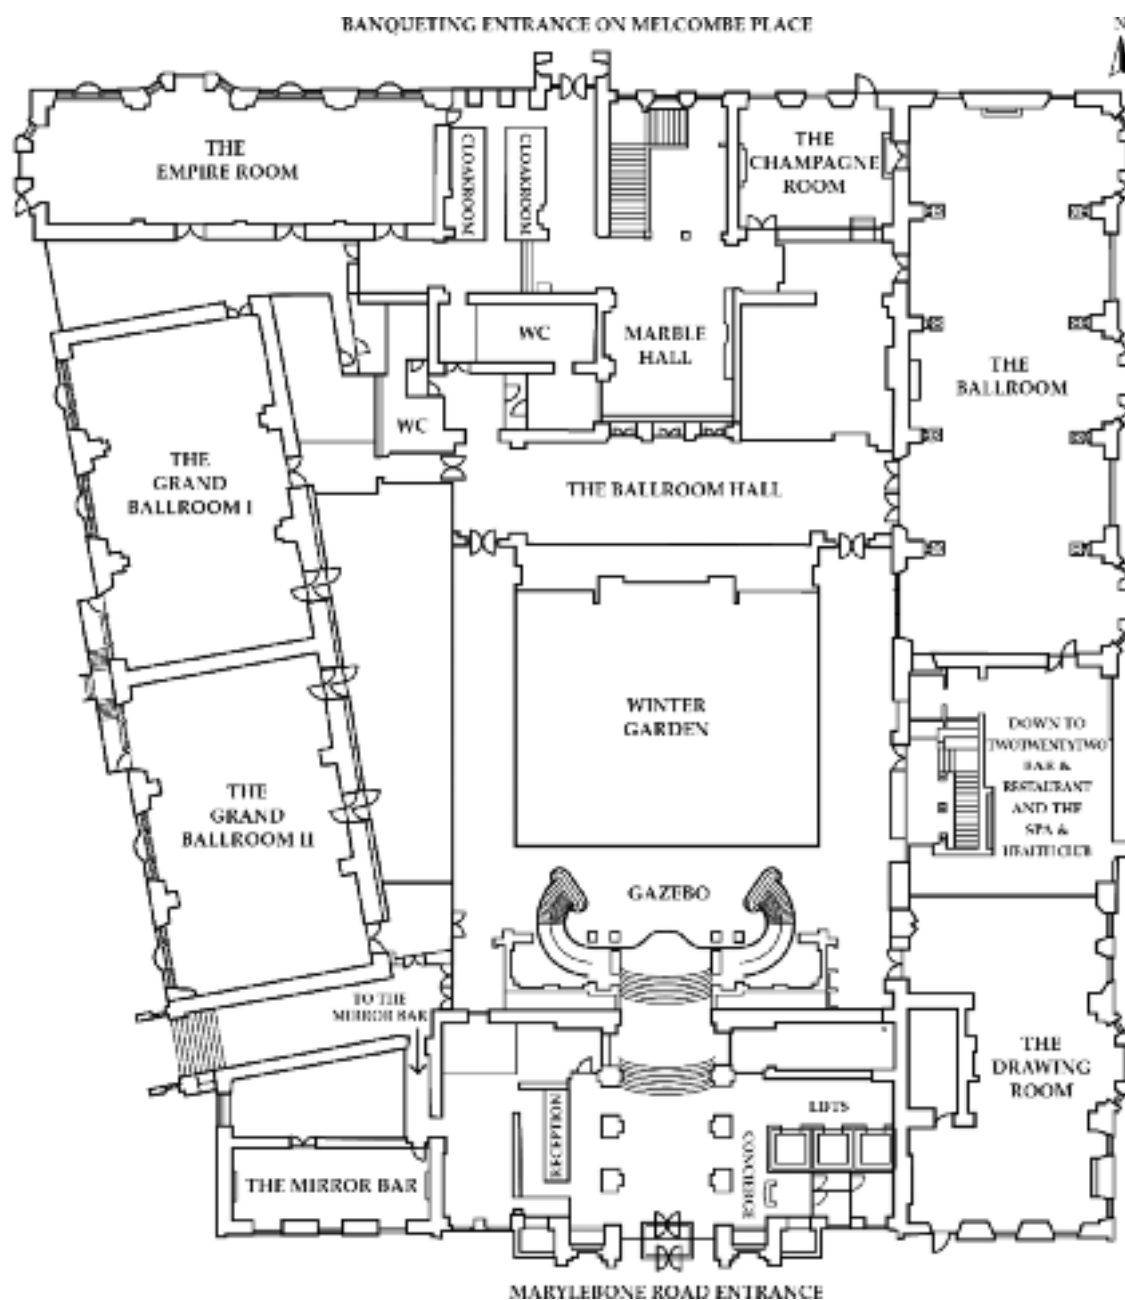 BANQUETING ENTRANCE ON MELCOMBE PLACE
N
THE
EMPIRE ROOM
CLOAKROOM
CLOAKROOM
THE
CHAMPAGNE
ROOM
WC
MARBLE
HALL
THE
BALLROOM
WC
THE
GRAND
BALLROOM I
THE BALLROOM HALL
WINTER
GARDEN
DOWN TO
TWOTWENTYTWO
BAR &
RESTAURANT
AND THE
SPA &
HEALTH CLUB
THE
GRAND
BALLROOM II
GAZEBO
TO THE
MIRROR BAR
THE
DRAWING
ROOM
LIFTS
RECEPTION
CONCIERGE
THE MIRROR BAR
MARYLEBONE ROAD ENTRANCE